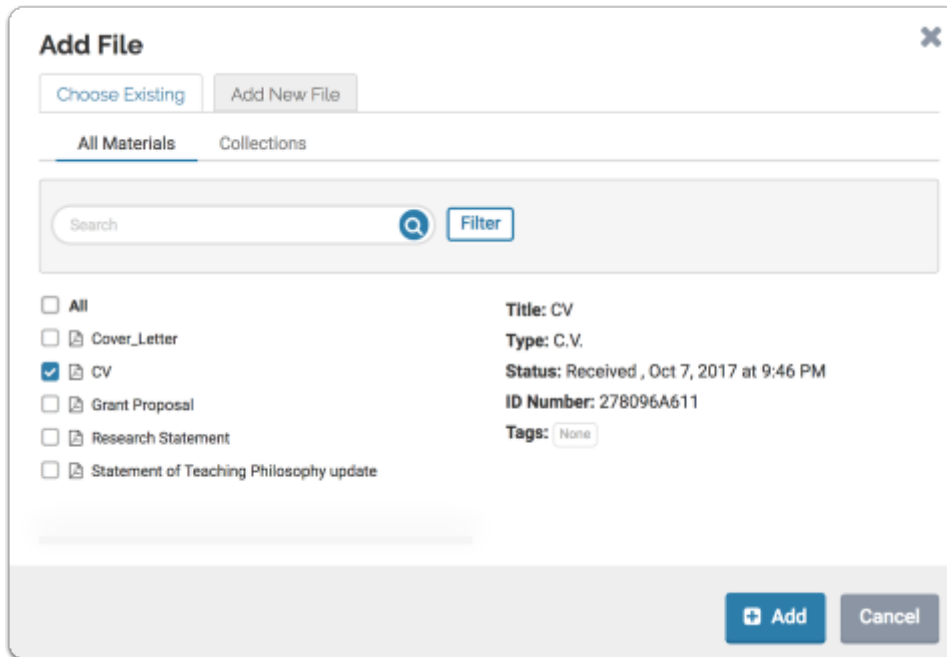 Add File
Choose Existing
Add New File
All Materials
Collections
Search
Filter
All
Cover_Letter
CV
Grant Proposal
Research Statement
Statement of Teaching Philosophy update
Title: CV
Type: C.V.
Status: Received , Oct 7, 2017 at 9:46 PM
ID Number: 278096A611
Tags: None
Add
Cancel